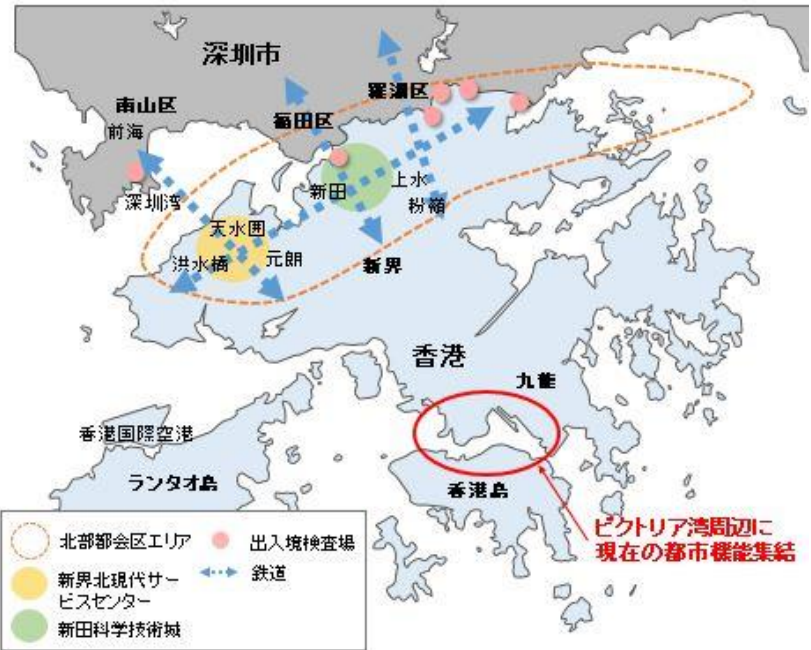 深圳市
南山区
前海
福田区
羅湖区
深圳湾
新田
上水
粉嶺
天水囲
洪水橋
元朗
新界
香港
九龍
香港国際空港
ランタオ島
香港島
ビクトリア湾周辺に
現在の都市機能集結
北部都会区エリア
出入境検査場
新界北現代サー
ビスセンター
鉄道
新田科学技術城